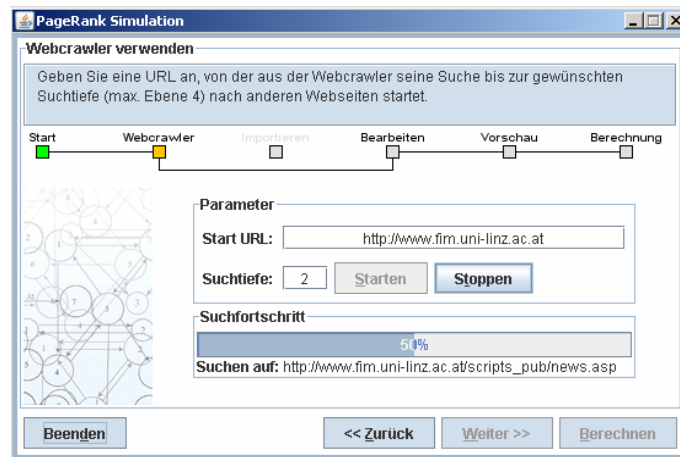 PageRank Simulation
Webcrawler verwenden
Geben Sie eine URL an, von der aus der Webcrawler seine Suche bis zur gewünschten
Suchtiefe (max. Ebene 4) nach anderen Webseiten startet.
Start Webcrawler Importieren Bearbeiten Vorschau Berechnung
Parameter
Start URL: http://www.fim.uni-linz.ac.at
Suchtiefe: 2 Starten Stoppen
Suchfortschritt
50%
Suchen auf: http://www.fim.uni-linz.ac.at/scripts_pub/news.asp
Beenden << Zurück Weiter >> Berechnen